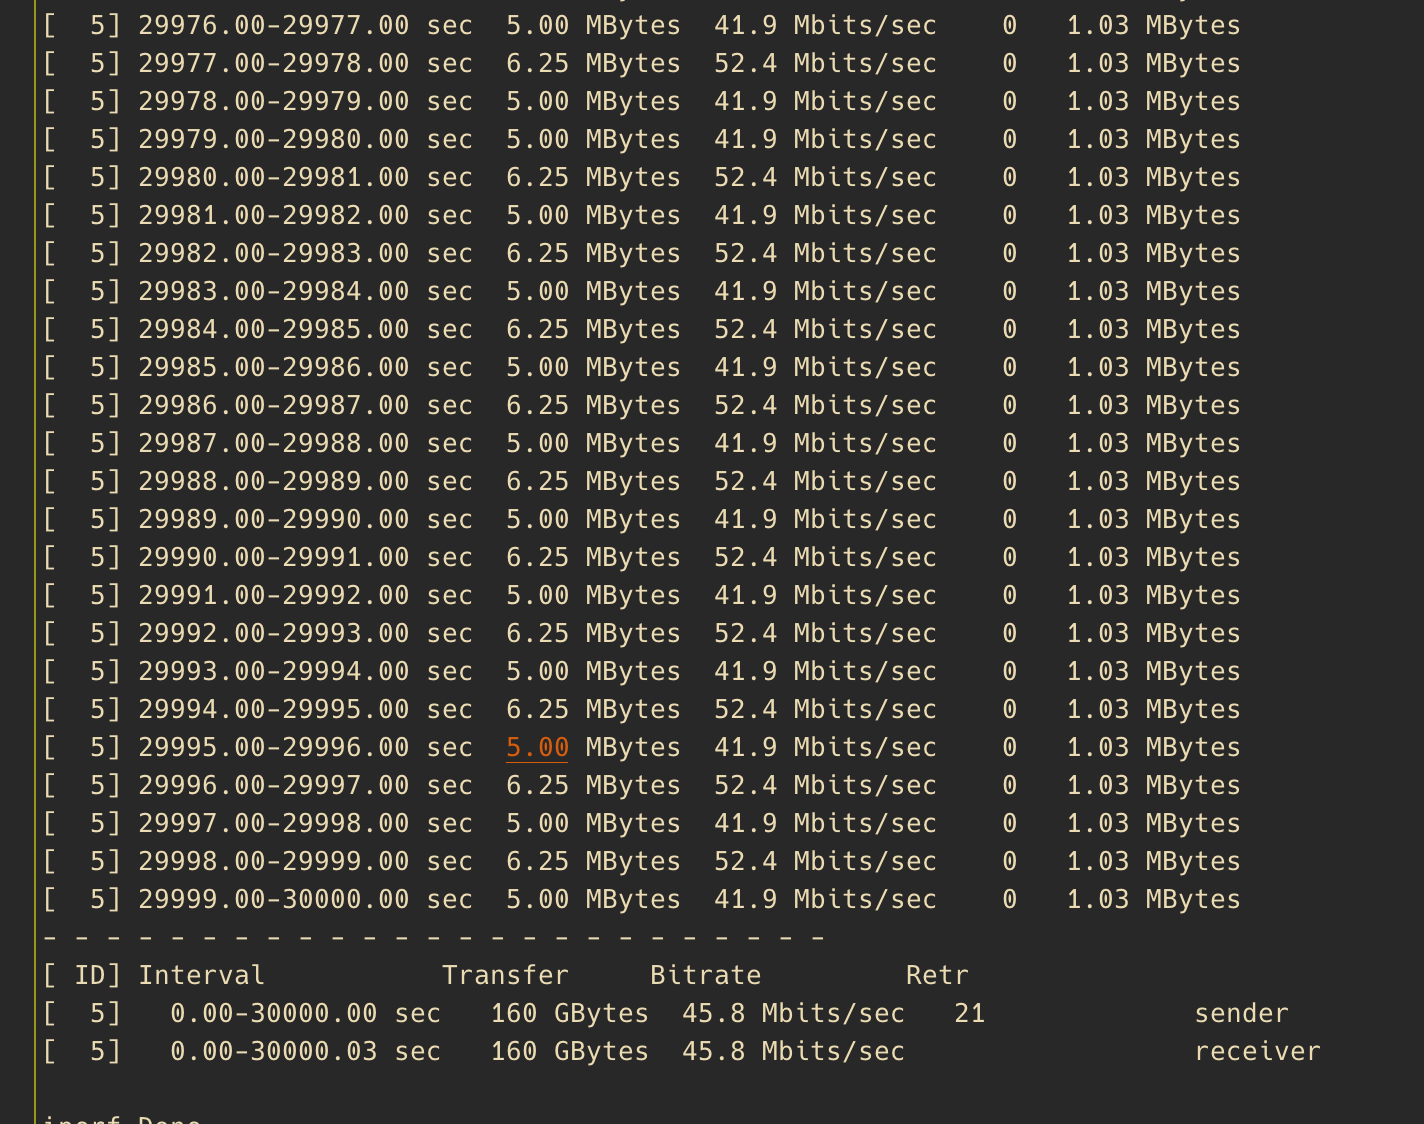 [  5] 29976.00-29977.00 sec  5.00 MBytes  41.9 Mbits/sec    0   1.03 MBytes
[  5] 29977.00-29978.00 sec  6.25 MBytes  52.4 Mbits/sec    0   1.03 MBytes
[  5] 29978.00-29979.00 sec  5.00 MBytes  41.9 Mbits/sec    0   1.03 MBytes
[  5] 29979.00-29980.00 sec  5.00 MBytes  41.9 Mbits/sec    0   1.03 MBytes
[  5] 29980.00-29981.00 sec  6.25 MBytes  52.4 Mbits/sec    0   1.03 MBytes
[  5] 29981.00-29982.00 sec  5.00 MBytes  41.9 Mbits/sec    0   1.03 MBytes
[  5] 29982.00-29983.00 sec  6.25 MBytes  52.4 Mbits/sec    0   1.03 MBytes
[  5] 29983.00-29984.00 sec  5.00 MBytes  41.9 Mbits/sec    0   1.03 MBytes
[  5] 29984.00-29985.00 sec  6.25 MBytes  52.4 Mbits/sec    0   1.03 MBytes
[  5] 29985.00-29986.00 sec  5.00 MBytes  41.9 Mbits/sec    0   1.03 MBytes
[  5] 29986.00-29987.00 sec  6.25 MBytes  52.4 Mbits/sec    0   1.03 MBytes
[  5] 29987.00-29988.00 sec  5.00 MBytes  41.9 Mbits/sec    0   1.03 MBytes
[  5] 29988.00-29989.00 sec  6.25 MBytes  52.4 Mbits/sec    0   1.03 MBytes
[  5] 29989.00-29990.00 sec  5.00 MBytes  41.9 Mbits/sec    0   1.03 MBytes
[  5] 29990.00-29991.00 sec  6.25 MBytes  52.4 Mbits/sec    0   1.03 MBytes
[  5] 29991.00-29992.00 sec  5.00 MBytes  41.9 Mbits/sec    0   1.03 MBytes
[  5] 29992.00-29993.00 sec  6.25 MBytes  52.4 Mbits/sec    0   1.03 MBytes
[  5] 29993.00-29994.00 sec  5.00 MBytes  41.9 Mbits/sec    0   1.03 MBytes
[  5] 29994.00-29995.00 sec  6.25 MBytes  52.4 Mbits/sec    0   1.03 MBytes
[  5] 29995.00-29996.00 sec  5.00 MBytes  41.9 Mbits/sec    0   1.03 MBytes
[  5] 29996.00-29997.00 sec  6.25 MBytes  52.4 Mbits/sec    0   1.03 MBytes
[  5] 29997.00-29998.00 sec  5.00 MBytes  41.9 Mbits/sec    0   1.03 MBytes
[  5] 29998.00-29999.00 sec  6.25 MBytes  52.4 Mbits/sec    0   1.03 MBytes
[  5] 29999.00-30000.00 sec  5.00 MBytes  41.9 Mbits/sec    0   1.03 MBytes
- - - - - - - - - - - - - - - - - - - - - - - - -
[ ID] Interval           Transfer     Bitrate         Retr
[  5]   0.00-30000.00 sec   160 GBytes  45.8 Mbits/sec   21             sender
[  5]   0.00-30000.03 sec   160 GBytes  45.8 Mbits/sec                  receiver
iperf Done